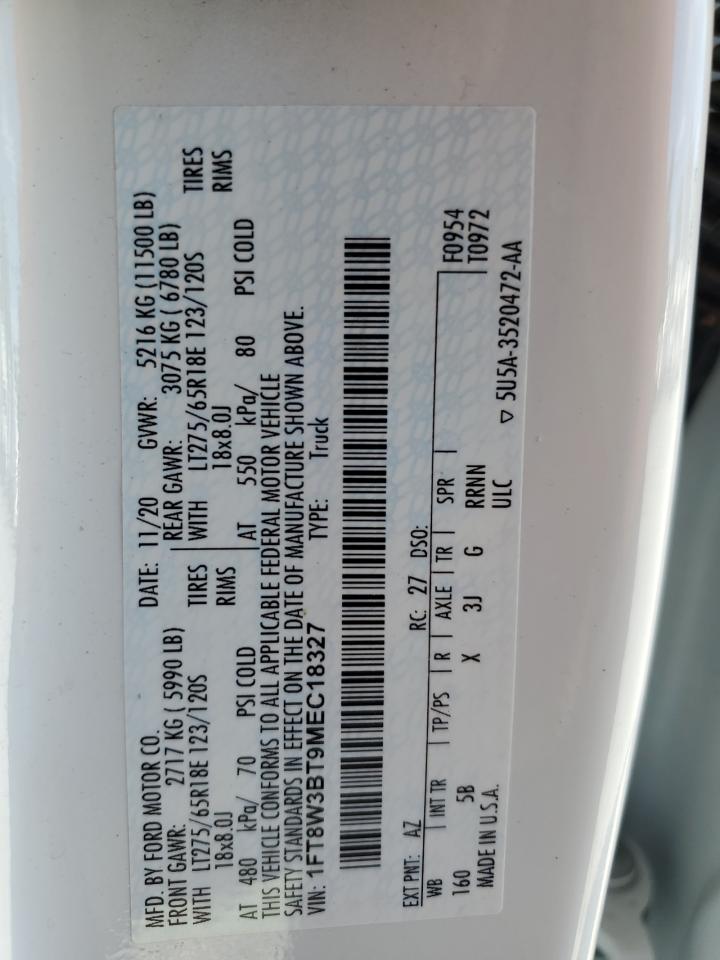 MFD. BY FORD MOTOR CO. DATE: 11/20 GVWR: 5216 KG (11500 LB)
FRONT GAWR: 2717 KG ( 5990 LB) REAR GAWR: 3075 KG ( 6780 LB)
WITH LT275/65R18E 123/120S TIRES WITH LT275/65R18E 123/120S TIRES
18x8.0J RIMS 18x8.0J RIMS
AT 480 kPa/ 70 PSI COLD AT 550 kPa/ 80 PSI COLD
THIS VEHICLE CONFORMS TO ALL APPLICABLE FEDERAL MOTOR VEHICLE
SAFETY STANDARDS IN EFFECT ON THE DATE OF MANUFACTURE SHOWN ABOVE.
VIN: 1FT8W3BT9MEC18327 TYPE: Truck
EXT PNT: AZ RC: 27 DSO: F0954
WB INT TR TP/PS R AXLE TR SPR T0972
160 5B X 3J G RRNN
MADE IN U.S.A. ULC ▽ 5U5A-3520472-AA